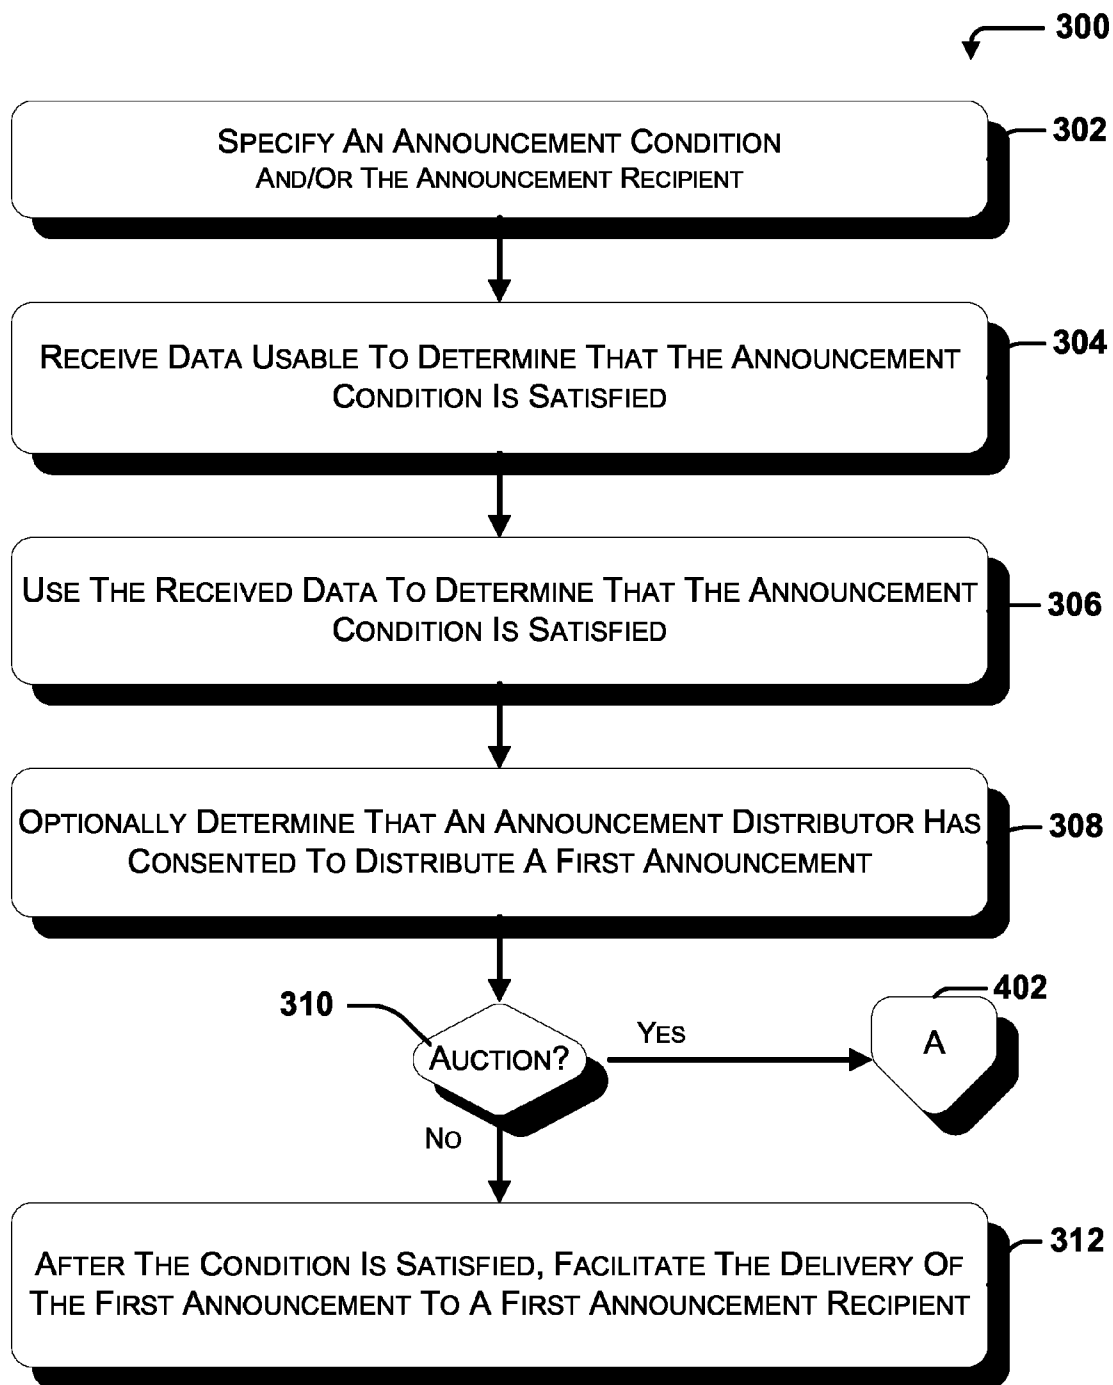 300
SPECIFY AN ANNOUNCEMENT CONDITION
AND/OR THE ANNOUNCEMENT RECIPIENT
302
RECEIVE DATA USABLE TO DETERMINE THAT THE ANNOUNCEMENT
CONDITION IS SATISFIED
304
USE THE RECEIVED DATA TO DETERMINE THAT THE ANNOUNCEMENT
CONDITION IS SATISFIED
306
OPTIONALLY DETERMINE THAT AN ANNOUNCEMENT DISTRIBUTOR HAS
CONSENTED TO DISTRIBUTE A FIRST ANNOUNCEMENT
308
310
AUCTION?
YES
402
A
NO
AFTER THE CONDITION IS SATISFIED, FACILITATE THE DELIVERY OF
THE FIRST ANNOUNCEMENT TO A FIRST ANNOUNCEMENT RECIPIENT
312